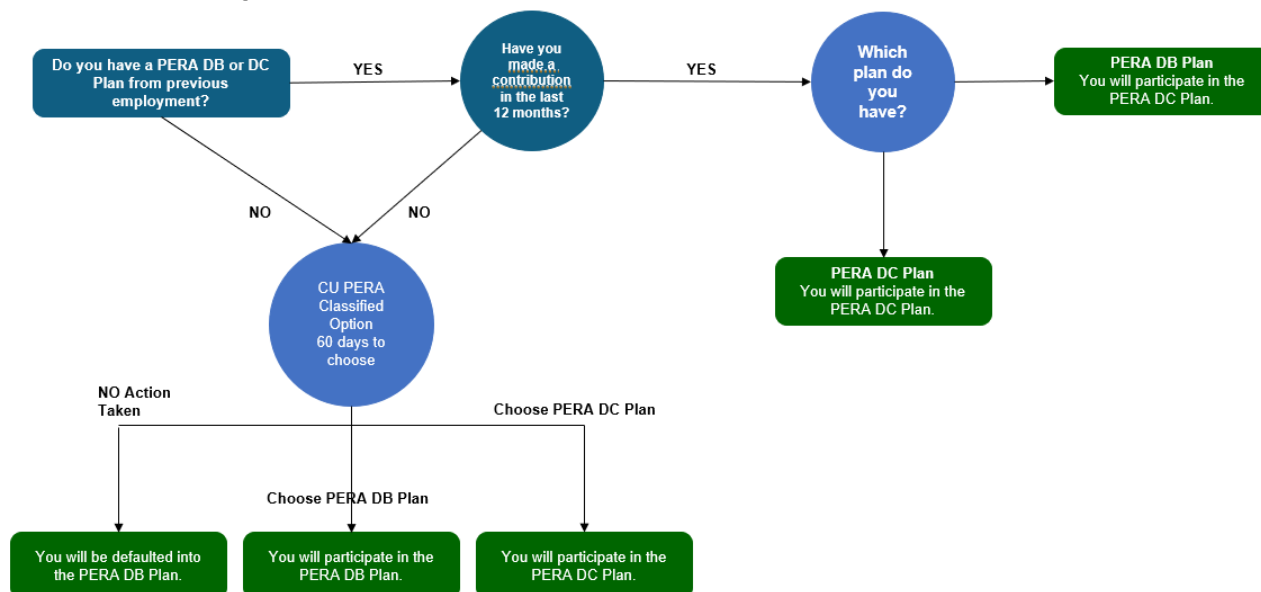 Do you have a PERA DB or DC
Plan from previous
employment?
YES
Have you
made a
contribution
in the last
12 months?
YES
Which
plan do
you
have?
PERA DB Plan
You will participate in the
PERA DC Plan.
NO
NO
PERA DC Plan
You will participate in the
PERA DC Plan.
CU PERA
Classified
Option
60 days to
choose
NO Action
Taken
Choose PERA DC Plan
Choose PERA DB Plan
You will be defaulted into
the PERA DB Plan.
You will participate in the
PERA DB Plan.
You will participate in the
PERA DC Plan.